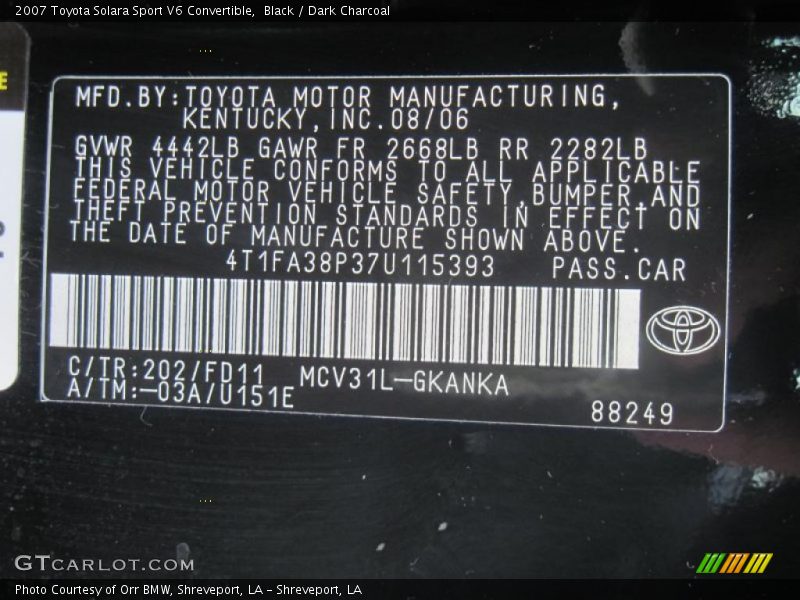 2007 Toyota Solara Sport V6 Convertible,  Black / Dark Charcoal
E
MFD.BY:TOYOTA MOTOR MANUFACTURING,
KENTUCKY,INC.08/06
GVWR 4442LB GAWR FR 2668LB RR 2282LB
THIS VEHICLE CONFORMS TO ALL APPLICABLE
FEDERAL MOTOR VEHICLE SAFETY,BUMPER,AND
THEFT PREVENTION STANDARDS IN EFFECT ON
THE DATE OF MANUFACTURE SHOWN ABOVE.
4T1FA38P37U115393 PASS.CAR
C/TR:202/FD11 MCV31L-GKANKA
A/TM:-03A/U151E
88249
GTCARLOT.COM
Photo Courtesy of Orr BMW, Shreveport, LA - Shreveport, LA